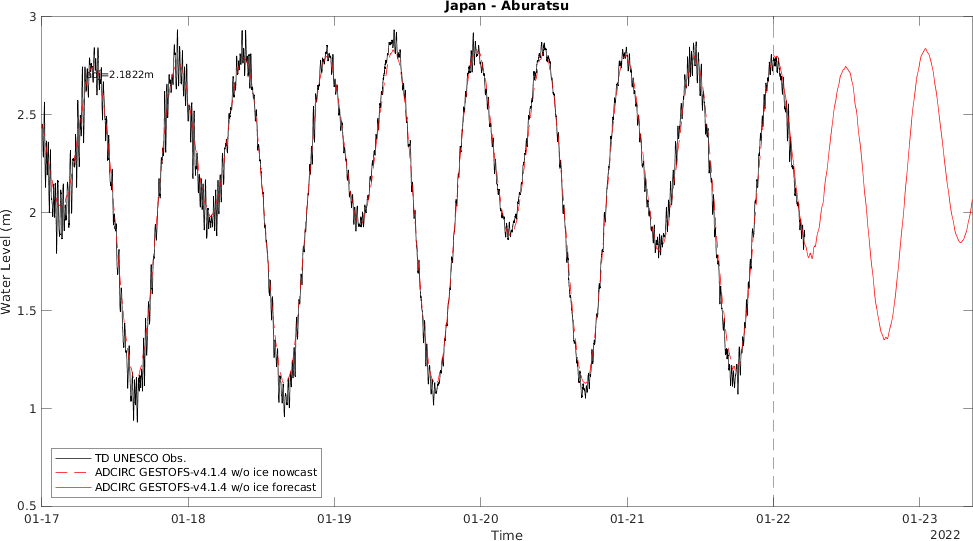 Japan - Aburatsu
3
2.5
2
1.5
1
0.5
Water Level (m)
=2.1822m
TD UNESCO Obs.
ADCIRC GESTOFS-v4.1.4 w/o ice nowcast
ADCIRC GESTOFS-v4.1.4 w/o ice forecast
01-17 01-18 01-19 01-20 01-21 01-22 01-23
Time
2022